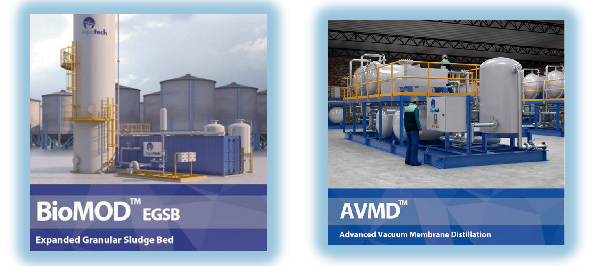 BioMOD™ EGSB
Expanded Granular Sludge Bed
AVMD™
Advanced Vacuum Membrane Distillation